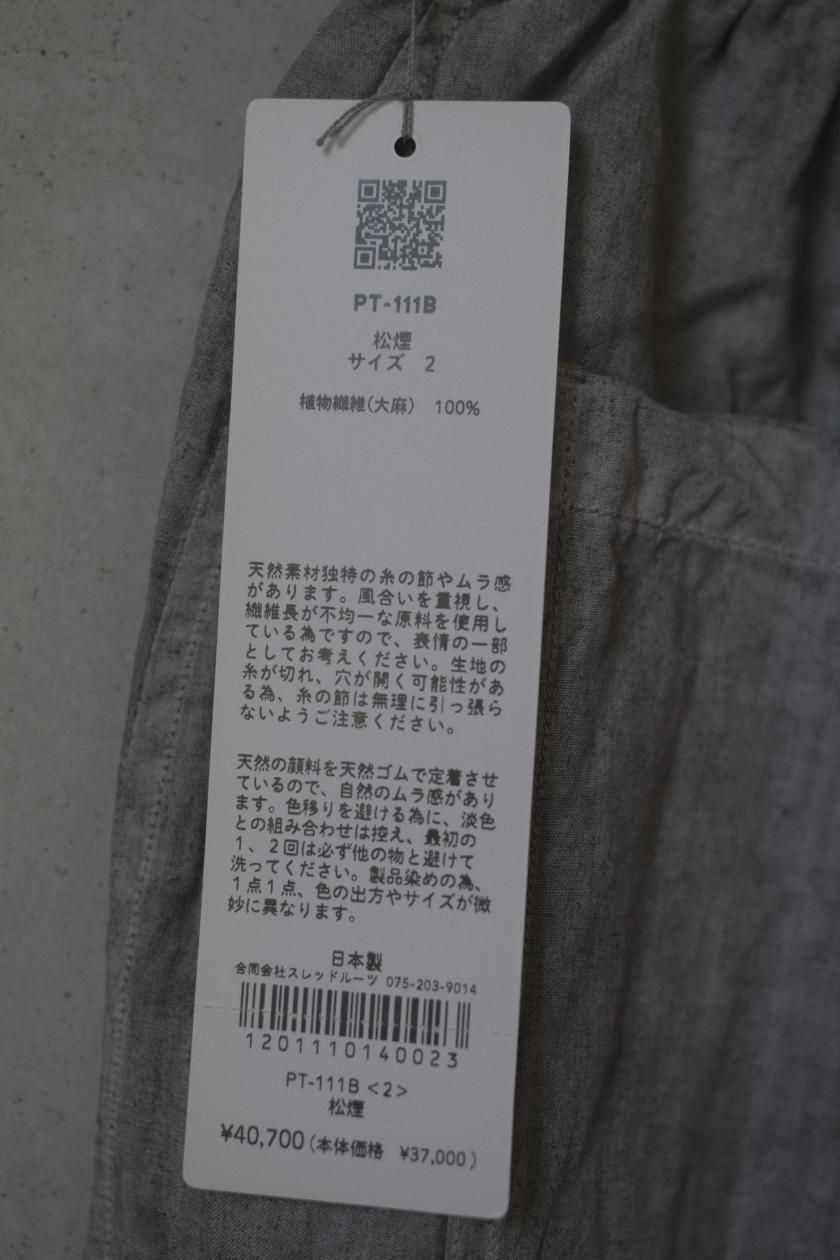 PT-111B
松煙
サイズ 2
植物繊維(大麻) 100%
天然素材独特の糸の節やムラ感
があります。風合いを重視し、
繊維長が不均一な原料を使用し
ている為ですので、表情の一部
としてお考えください。生地の
糸が切れ、穴が開く可能性があ
る為、糸の節は無理に引っ張ら
ないようご注意ください。
天然の顔料を天然ゴムで定着させ
ているので、自然のムラ感があり
ます。色移りを避ける為に、淡色
との組み合わせは控え、最初の
1、2回は必ず他の物と避けて
洗ってください。製品染めの為、
1点1点、色の出方やサイズが微
妙に異なります。
日本製
合同会社スレッドルーツ 075-203-9014
1201110140023
PT-111B <2>
松煙
¥40,700(本体価格 ¥37,000)